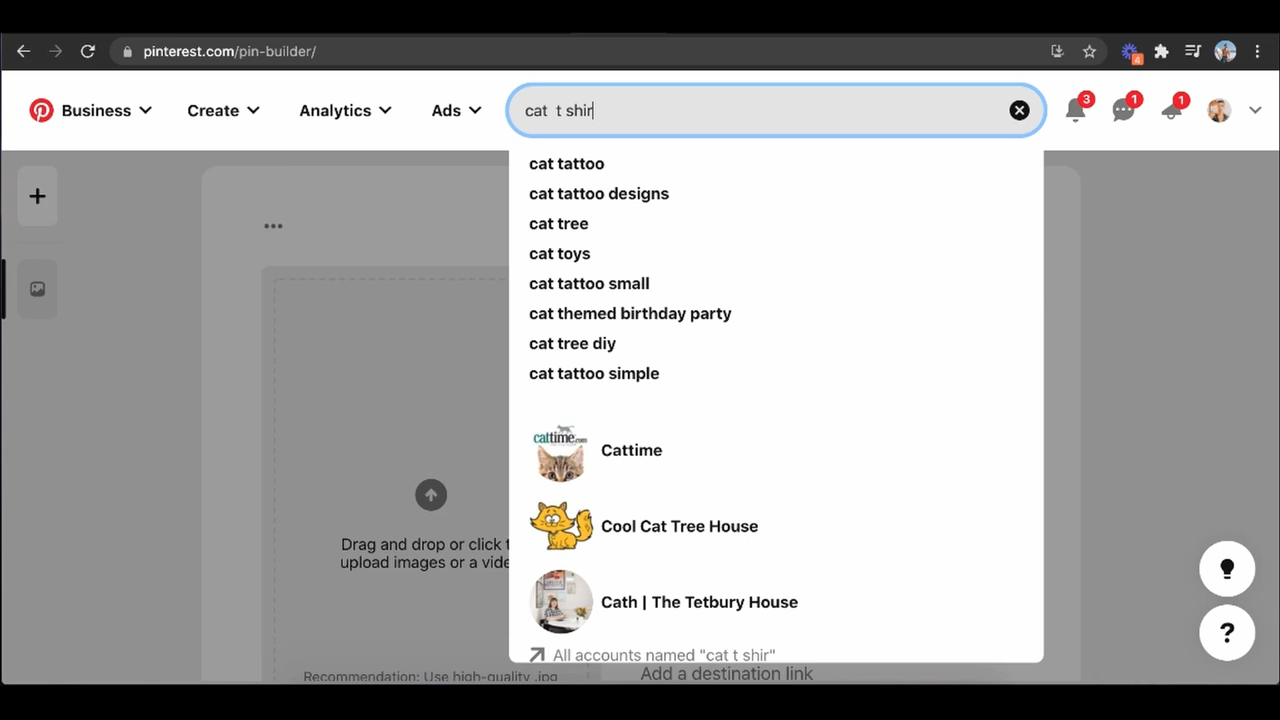 pinterest.com/pin-builder/
4
Business
Create
Analytics
Ads
cat  t shir
3
1
1
cat tattoo
cat tattoo designs
cat tree
cat toys
cat tattoo small
cat themed birthday party
cat tree diy
cat tattoo simple
cattime.com
Cattime
Cool Cat Tree House
Cath | The Tetbury House
All accounts named "cat t shir"
Drag and drop or click t
upload images or a vide
Recommendation: Use high-quality .jpg
Add a destination link
?